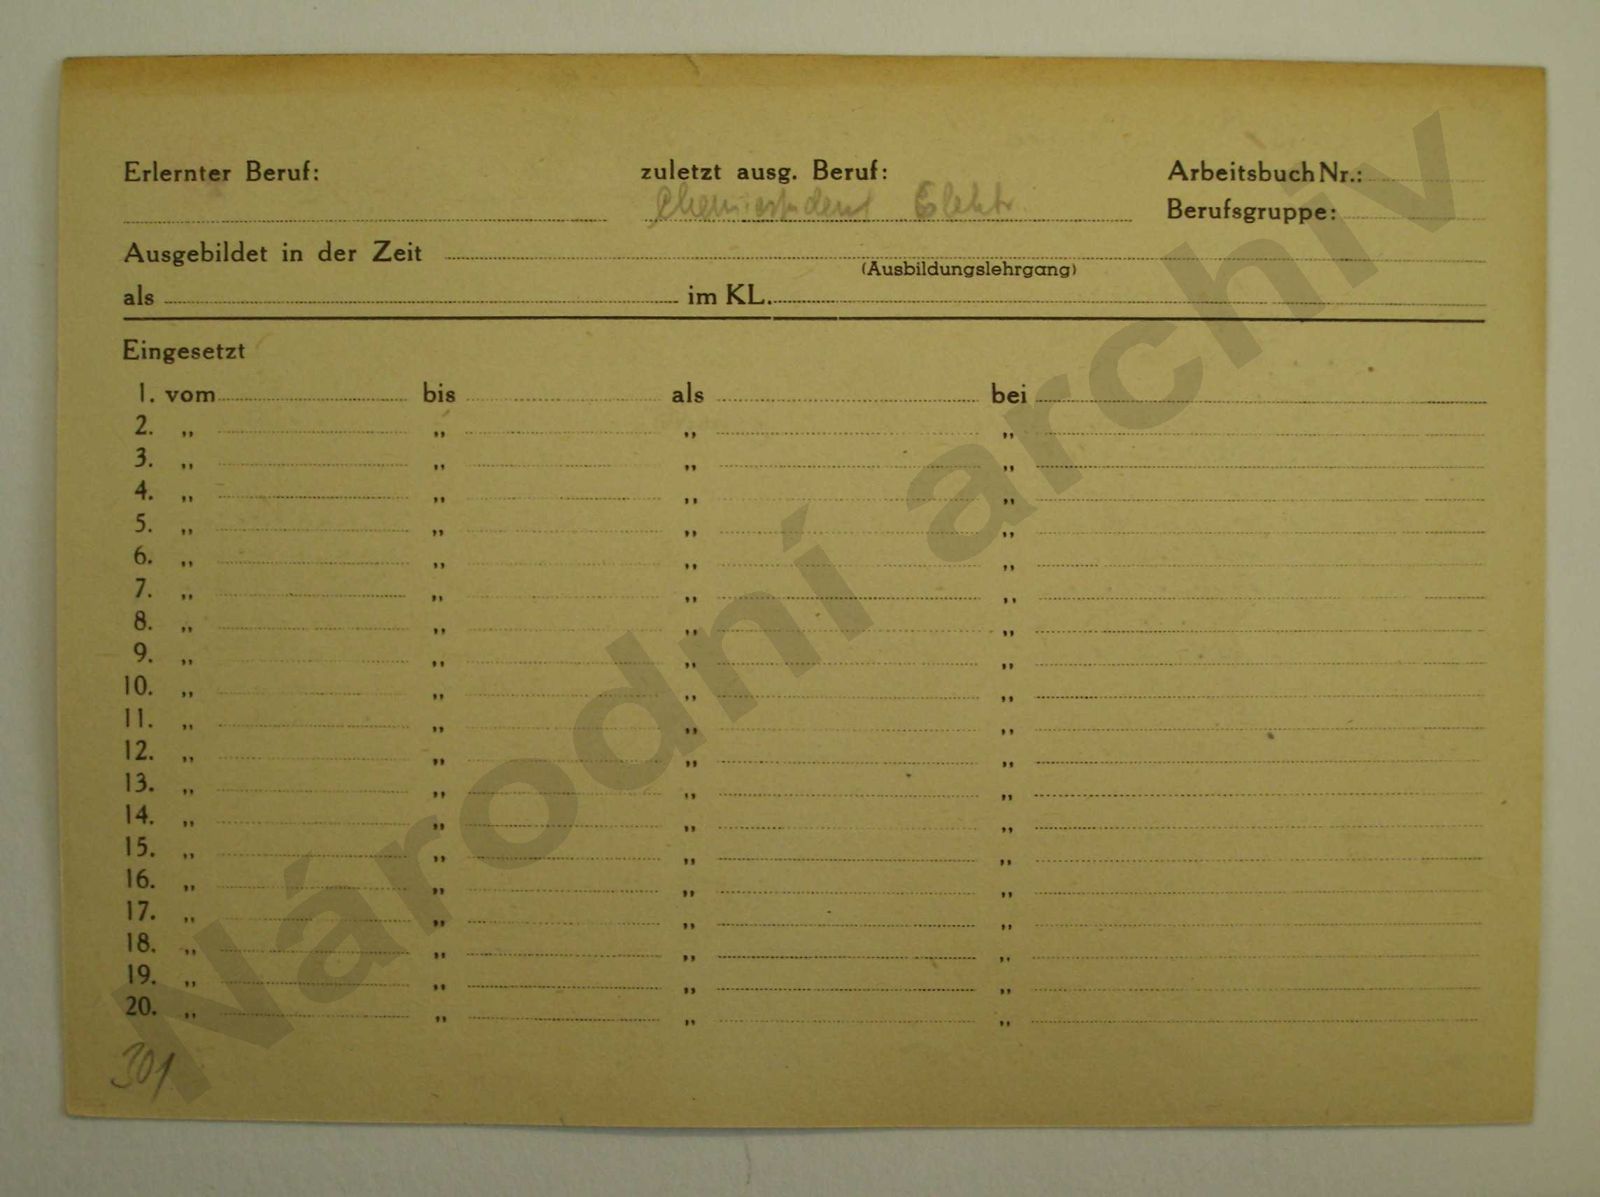 Erlernter Beruf: zuletzt ausg. Beruf: Arbeitsbuch Nr.:
Chemiestudent Elektr. Berufsgruppe:
Ausgebildet in der Zeit
(Ausbildungslehrgang)
als im KL.
Eingesetzt
1. vom bis als bei
2. „ „ „ „
3. „ „ „ „
4. „ „ „ „
5. „ „ „ „
6. „ „ „ „
7. „ „ „ „
8. „ „ „ „
9. „ „ „ „
10. „ „ „ „
11. „ „ „ „
12. „ „ „ „
13. „ „ „ „
14. „ „ „ „
15. „ „ „ „
16. „ „ „ „
17. „ „ „ „
18. „ „ „ „
19. „ „ „ „
20. „ „ „ „
301
Národní archiv